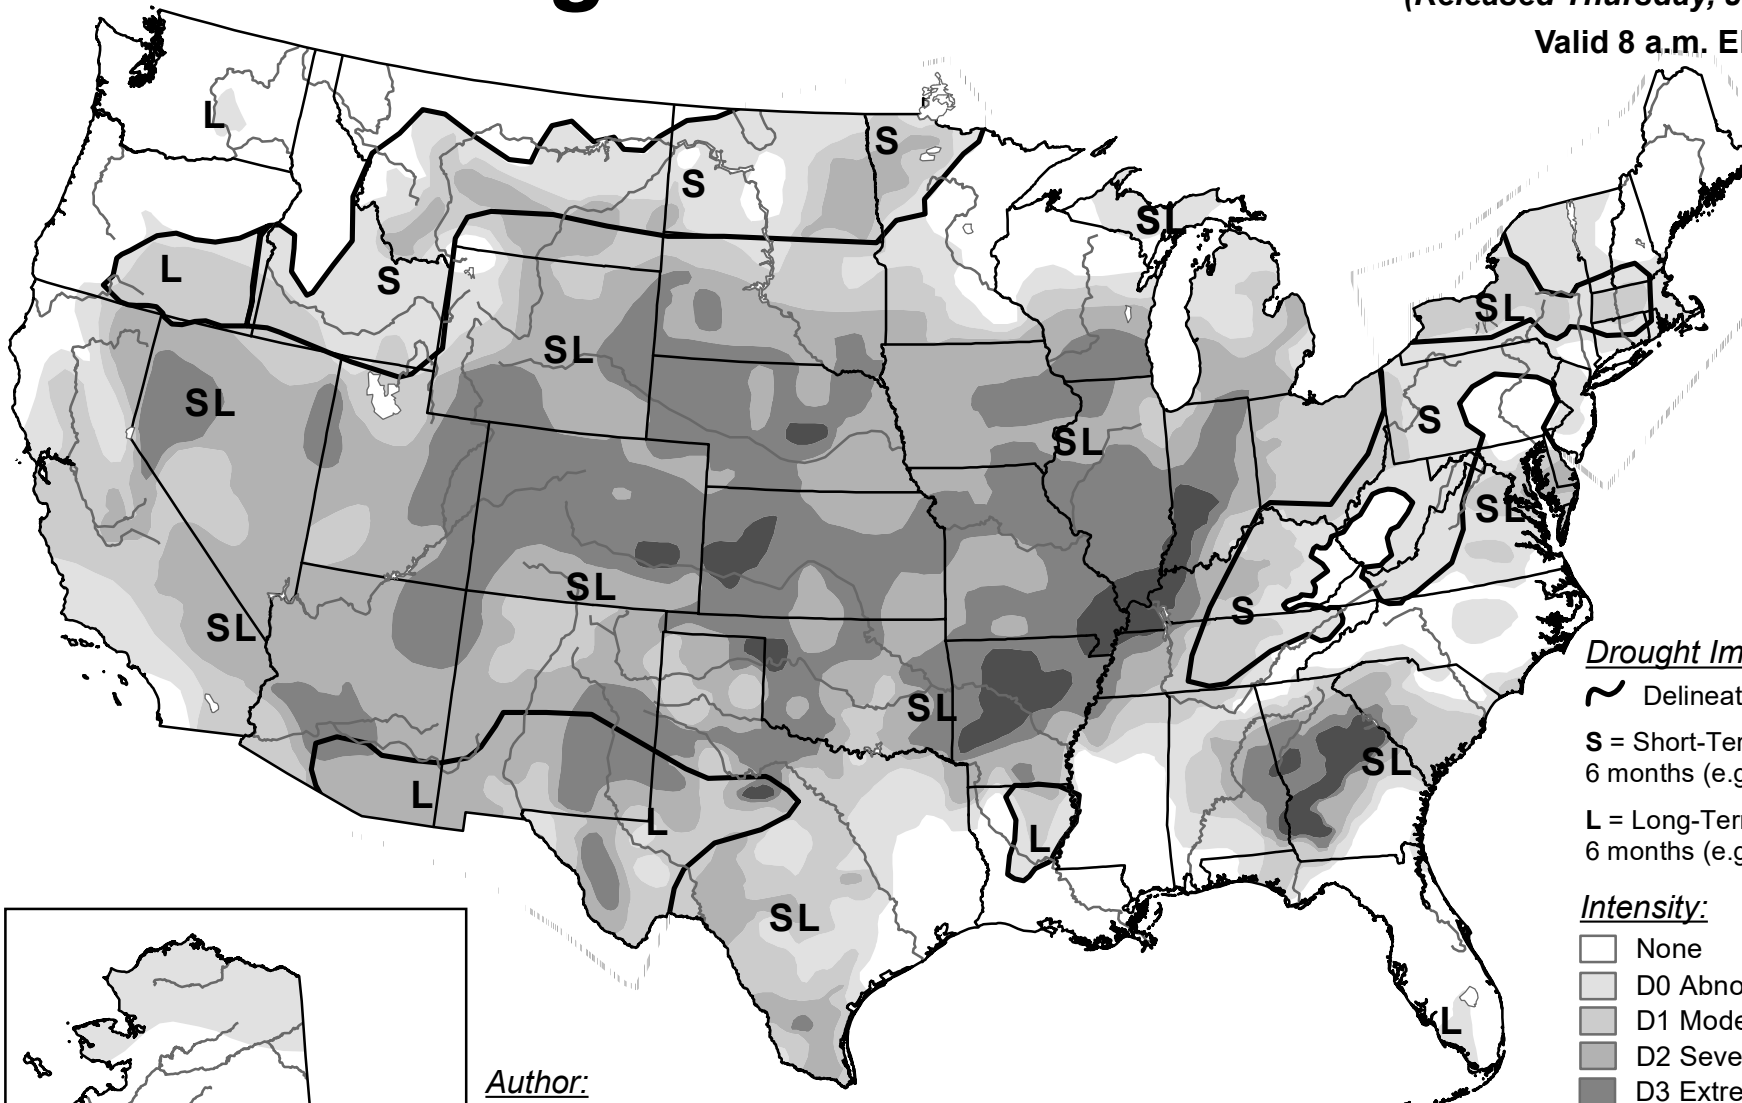 (Released Thursday,
Valid 8 a.m.
L
S
S
SL
L
S
SL
SL
SL
S
SL
SL
SL
SL
S
SL
SL
L
L
L
SL
L
Drought Im
Delineat
S = Short-Ter
6 months (e.g
L = Long-Ter
6 months (e.g
Intensity:
None
D0 Abno
D1 Mode
D2 Seve
D3 Extre
Author: